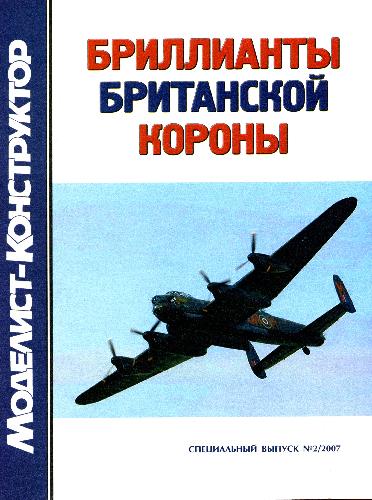 БРИЛЛИАНТЫ
БРИТАНСКОЙ
КОРОНЫ
МОДЕЛИСТ-КОНСТРУКТОР
СПЕЦИАЛЬНЫЙ ВЫПУСК №2/2007